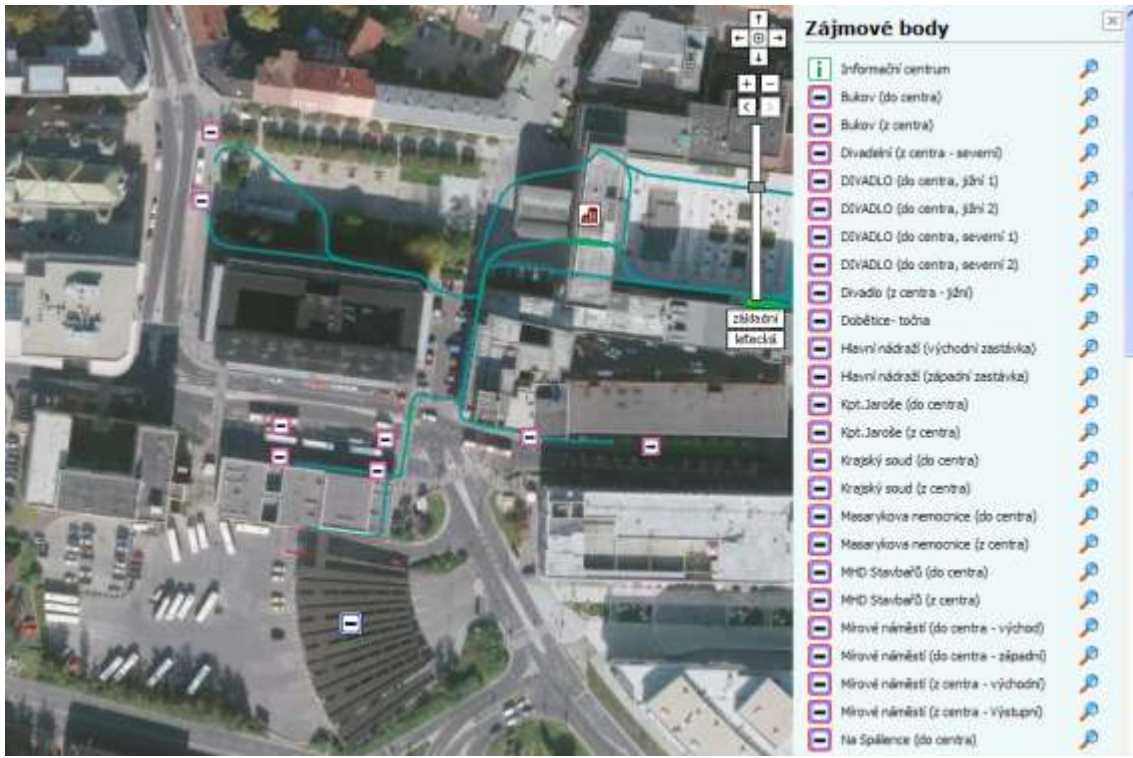 Zájmové body
Informační centrum
Bukov (do centra)
Bukov (z centra)
Divadelní (z centra - severní)
DIVADLO (do centra, jižní 1)
DIVADLO (do centra, jižní 2)
DIVADLO (do centra, severní 1)
DIVADLO (do centra, severní 2)
Divadlo (z centra - jižní)
Dobětice- točna
Hlavní nádraží (východní zastávka)
Hlavní nádraží (západní zastávka)
Kpt.Jaroše (do centra)
Kpt.Jaroše (z centra)
Krajský soud (do centra)
Krajský soud (z centra)
Masarykova nemocnice (do centra)
Masarykova nemocnice (z centra)
MHD Stavbařů (do centra)
MHD Stavbařů (z centra)
Mírové náměstí (do centra - východ)
Mírové náměstí (do centra - západní)
Mírové náměstí (z centra - východní)
Mírové náměstí (z centra - Výstupní)
Na Spálence (do centra)
základní
letecká